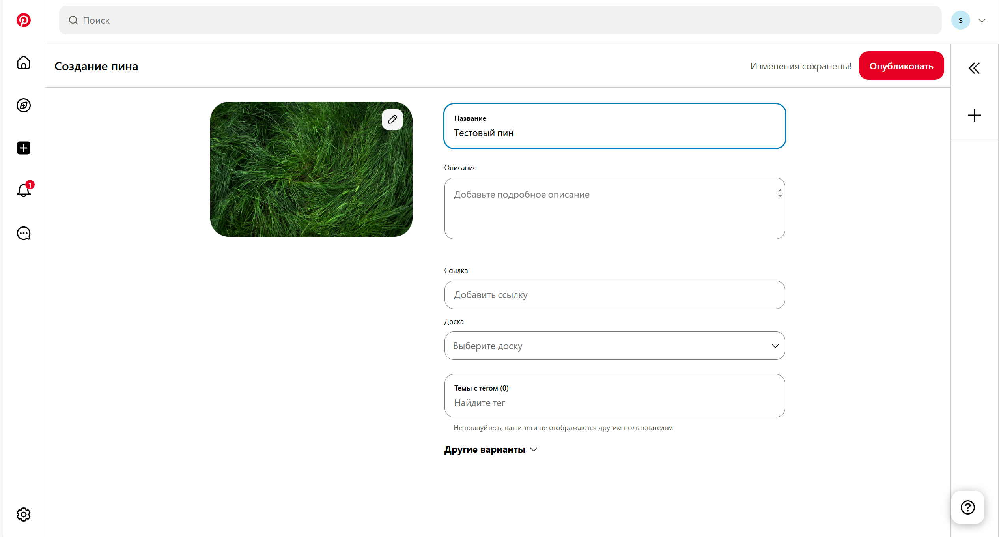 Поиск
S
Создание пина
Изменения сохранены!
Опубликовать
1
Название
Тестовый пин
Описание
Добавьте подробное описание
Ссылка
Добавить ссылку
Доска
Выберите доску
Темы с тегом (0)
Найдите тег
Не волнуйтесь, ваши теги не отображаются другим пользователям
Другие варианты